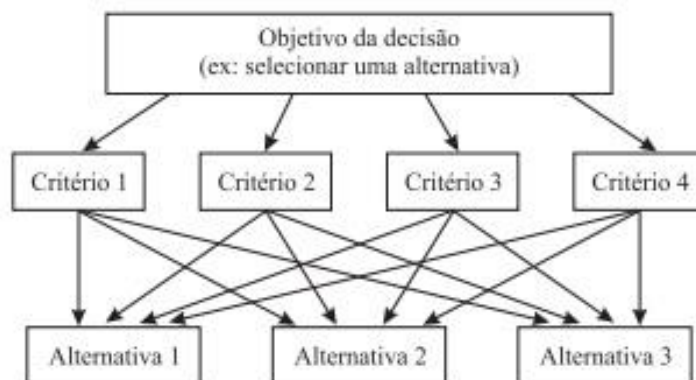 Objetivo da decisão
(ex: selecionar uma alternativa)
Critério 1
Critério 2
Critério 3
Critério 4
Alternativa 1
Alternativa 2
Alternativa 3